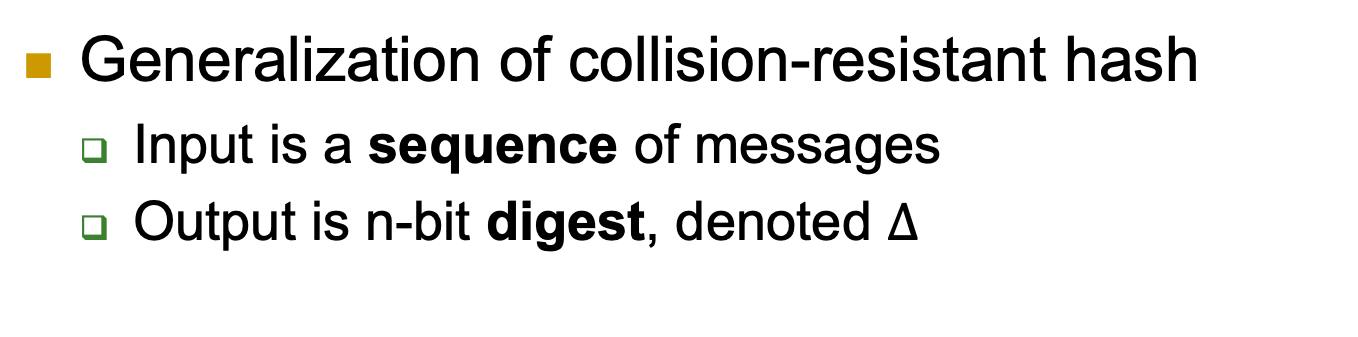 Generalization of collision-resistant hash
Input is a sequence of messages
Output is n-bit digest, denoted Δ